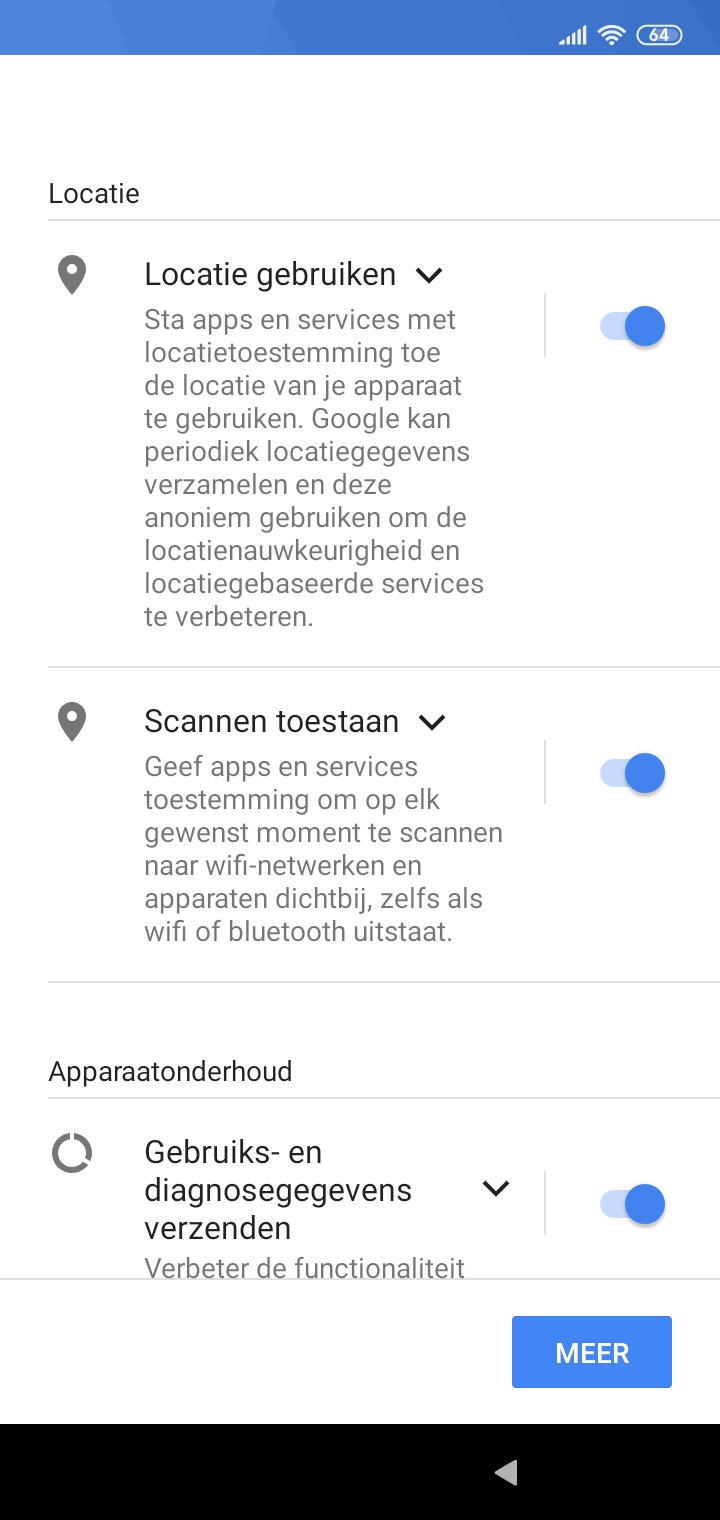 64
Locatie
Locatie gebruiken
Sta apps en services met
locatietoestemming toe
de locatie van je apparaat
te gebruiken. Google kan
periodiek locatiegegevens
verzamelen en deze
anoniem gebruiken om de
locatienauwkeurigheid en
locatiegebaseerde services
te verbeteren.
Scannen toestaan
Geef apps en services
toestemming om op elk
gewenst moment te scannen
naar wifi-netwerken en
apparaten dichtbij, zelfs als
wifi of bluetooth uitstaat.
Apparaatonderhoud
Gebruiks- en
diagnosegegevens
verzenden
Verbeter de functionaliteit
MEER